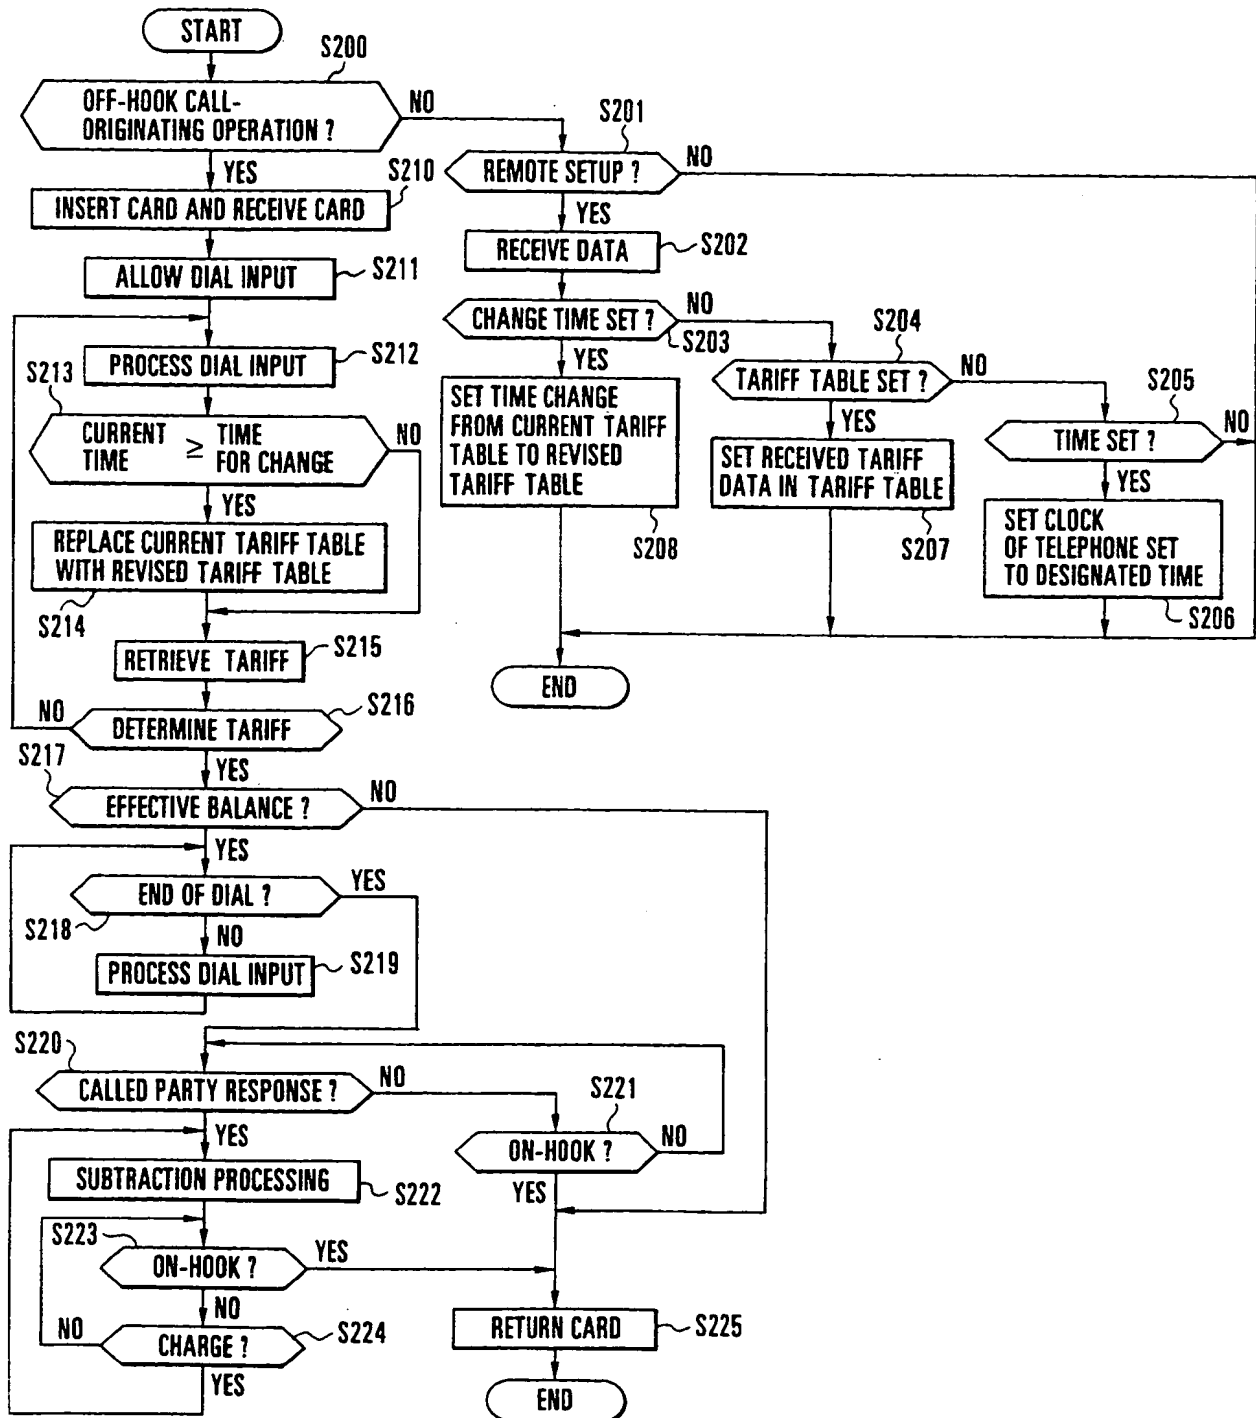 START
S200
OFF-HOOK CALL-
ORIGINATING OPERATION ?
NO
YES
S201
REMOTE SETUP ?
NO
YES
S210
INSERT CARD AND RECEIVE CARD
RECEIVE DATA
S202
ALLOW DIAL INPUT
S211
CHANGE TIME SET ?
NO
S203
YES
S204
TARIFF TABLE SET ?
NO
YES
S205
TIME SET ?
NO
YES
PROCESS DIAL INPUT
S212
S213
CURRENT
TIME
≥
TIME
FOR CHANGE
NO
YES
SET TIME CHANGE
FROM CURRENT TARIFF
TABLE TO REVISED
TARIFF TABLE
S208
SET RECEIVED TARIFF
DATA IN TARIFF TABLE
S207
SET CLOCK
OF TELEPHONE SET
TO DESIGNATED TIME
S206
REPLACE CURRENT TARIFF TABLE
WITH REVISED TARIFF TABLE
S214
RETRIEVE TARIFF
S215
END
NO
DETERMINE TARIFF
S216
YES
S217
EFFECTIVE BALANCE ?
NO
YES
END OF DIAL ?
YES
S218
NO
PROCESS DIAL INPUT
S219
S220
CALLED PARTY RESPONSE ?
NO
YES
S221
ON-HOOK ?
NO
YES
SUBTRACTION PROCESSING
S222
S223
ON-HOOK ?
YES
NO
NO
CHARGE ?
S224
YES
RETURN CARD
S225
END